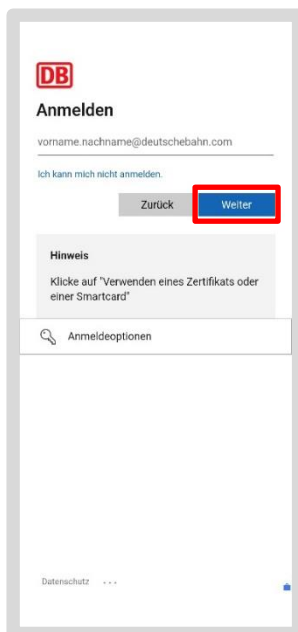 DB
Anmelden
vorname.nachname@deutschebahn.com
Ich kann mich nicht anmelden.
Zurück
Weiter
Hinweis
Klicke auf "Verwenden eines Zertifikats oder
einer Smartcard"
Anmeldeoptionen
Datenschutz ...